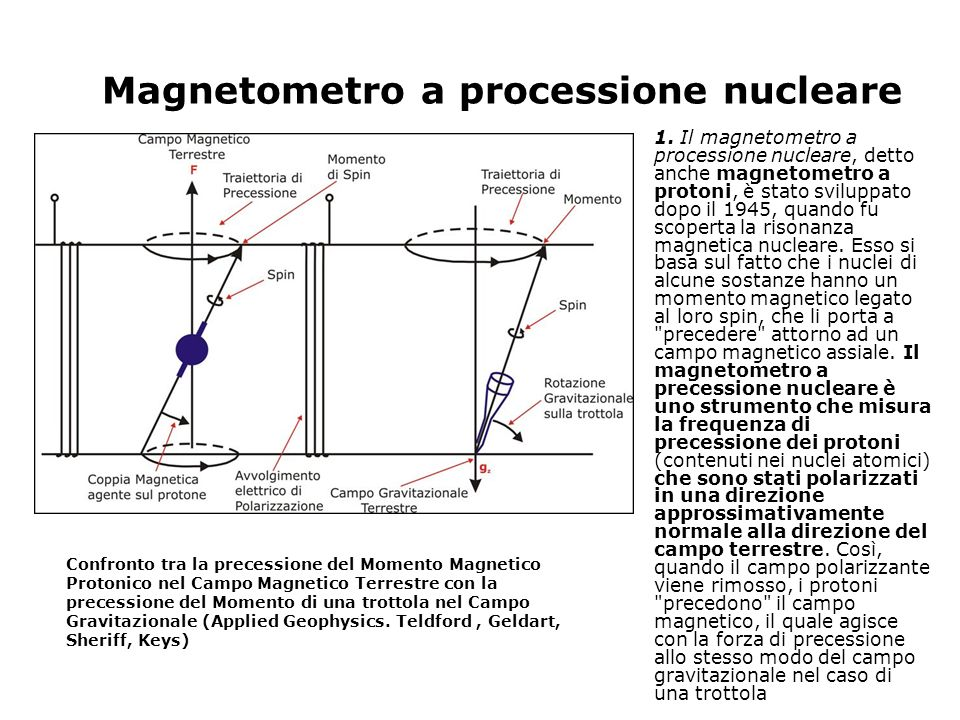 Magnetometro a processione nucleare
Campo Magnetico
Terrestre
F
Traiettoria di
Precessione
Momento
di Spin
Spin
Coppia Magnetica
agente sul protone
Avvolgimento
elettrico di
Polarizzazione
Traiettoria di
Precessione
Momento
Spin
Rotazione
Gravitazionale
sulla trottola
gz
Campo Gravitazionale
Terrestre
Confronto tra la precessione del Momento Magnetico
Protonico nel Campo Magnetico Terrestre con la
precessione del Momento di una trottola nel Campo
Gravitazionale (Applied Geophysics. Teldford , Geldart,
Sheriff, Keys)
1. Il magnetometro a
processione nucleare, detto
anche magnetometro a
protoni, è stato sviluppato
dopo il 1945, quando fu
scoperta la risonanza
magnetica nucleare. Esso si
basa sul fatto che i nuclei di
alcune sostanze hanno un
momento magnetico legato
al loro spin, che li porta a
"precedere" attorno ad un
campo magnetico assiale. Il
magnetometro a
precessione nucleare è
uno strumento che misura
la frequenza di
precessione dei protoni
(contenuti nei nuclei atomici)
che sono stati polarizzati
in una direzione
approssimativamente
normale alla direzione del
campo terrestre. Così,
quando il campo polarizzante
viene rimosso, i protoni
"precedono" il campo
magnetico, il quale agisce
con la forza di precessione
allo stesso modo del campo
gravitazionale nel caso di
una trottola